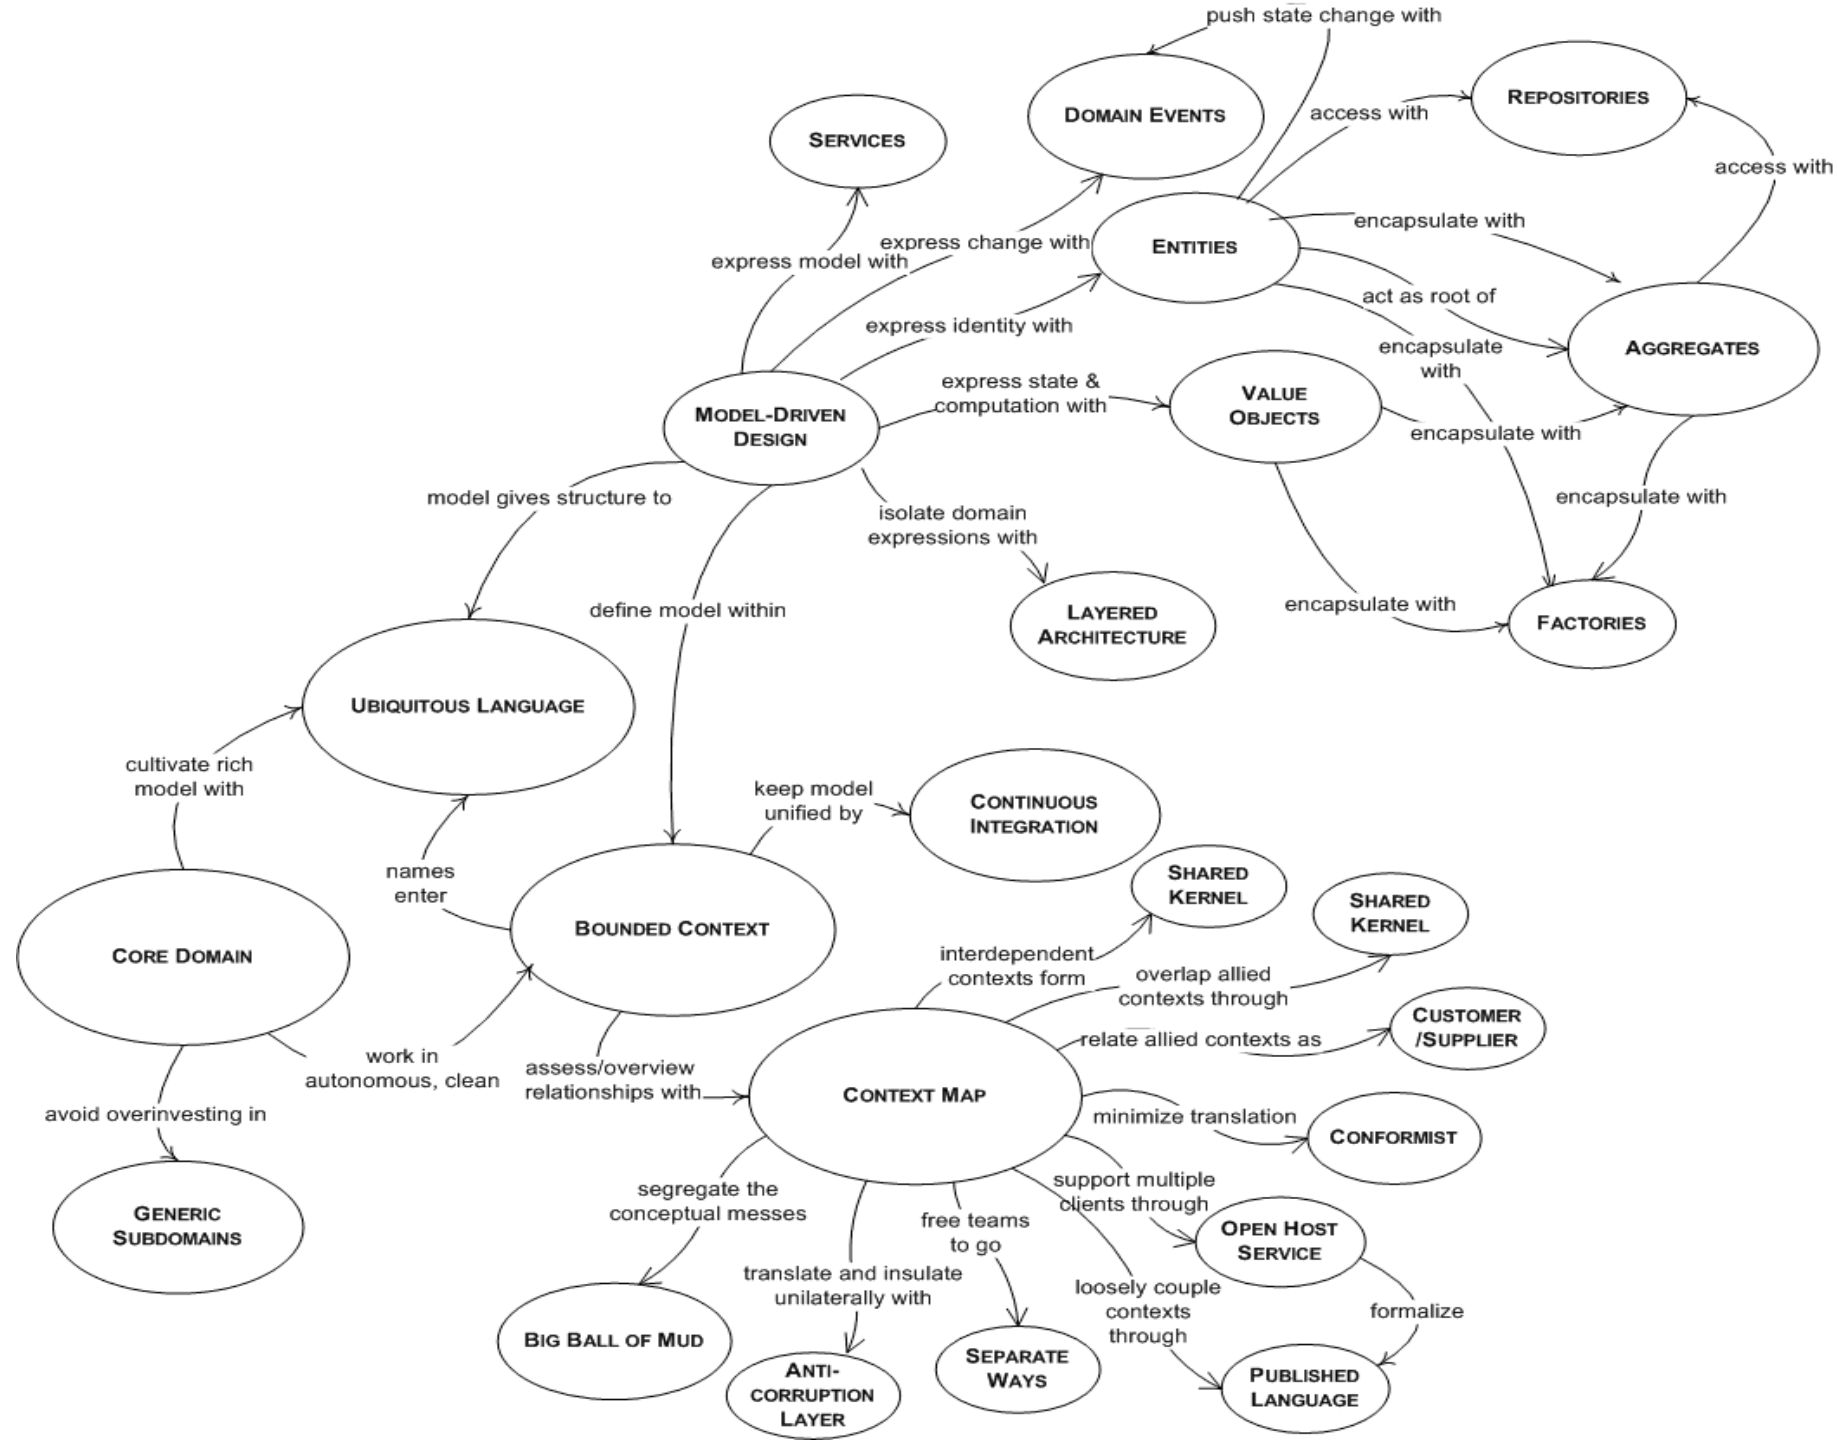 push state change with
DOMAIN EVENTS
REPOSITORIES
access with
SERVICES
access with
express change with
express model with
ENTITIES
encapsulate with
act as root of
express identity with
encapsulate
with
AGGREGATES
express state &
computation with
VALUE
OBJECTS
MODEL-DRIVEN
DESIGN
encapsulate with
model gives structure to
encapsulate with
isolate domain
expressions with
define model within
LAYERED
ARCHITECTURE
encapsulate with
FACTORIES
UBIQUITOUS LANGUAGE
cultivate rich
model with
keep model
unified by
CONTINUOUS
INTEGRATION
names
enter
SHARED
KERNEL
SHARED
KERNEL
BOUNDED CONTEXT
CORE DOMAIN
interdependent
contexts form
overlap allied
contexts through
CUSTOMER
/SUPPLIER
relate allied contexts as
work in
autonomous, clean
assess/overview
relationships with
CONTEXT MAP
avoid overinvesting in
minimize translation
CONFORMIST
GENERIC
SUBDOMAINS
segregate the
conceptual messes
support multiple
clients through
free teams
to go
OPEN HOST
SERVICE
translate and insulate
unilaterally with
loosely couple
contexts
through
formalize
BIG BALL OF MUD
ANTI-
CORRUPTION
LAYER
SEPARATE
WAYS
PUBLISHED
LANGUAGE